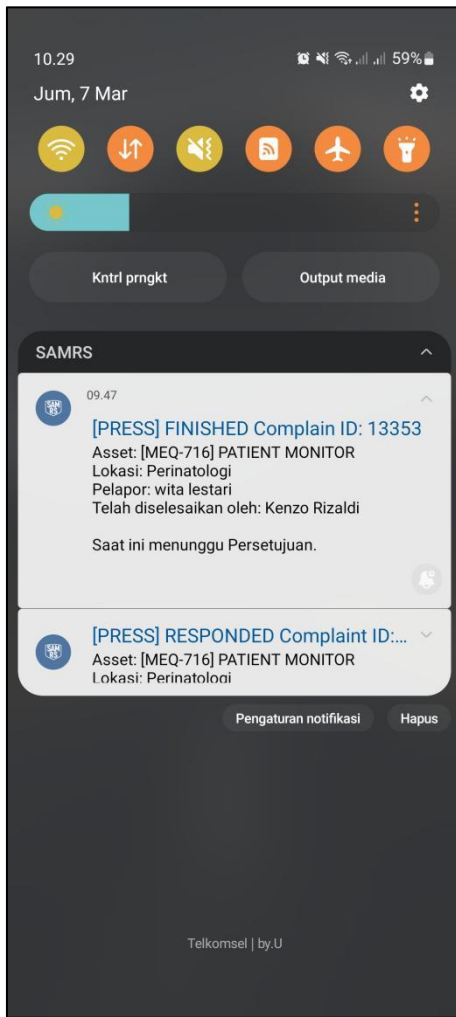 10.29
59%
Jum, 7 Mar
Kntrl prngkt
Output media
SAMRS
09.47
[PRESS] FINISHED Complain ID: 13353
Asset: [MEQ-716] PATIENT MONITOR
Lokasi: Perinatologi
Pelapor: wita lestari
Telah diselesaikan oleh: Kenzo Rizaldi
Saat ini menunggu Persetujuan.
[PRESS] RESPONDED Complaint ID:...
Asset: [MEQ-716] PATIENT MONITOR
Lokasi: Perinatologi
Pengaturan notifikasi
Hapus
Telkomsel | by.U